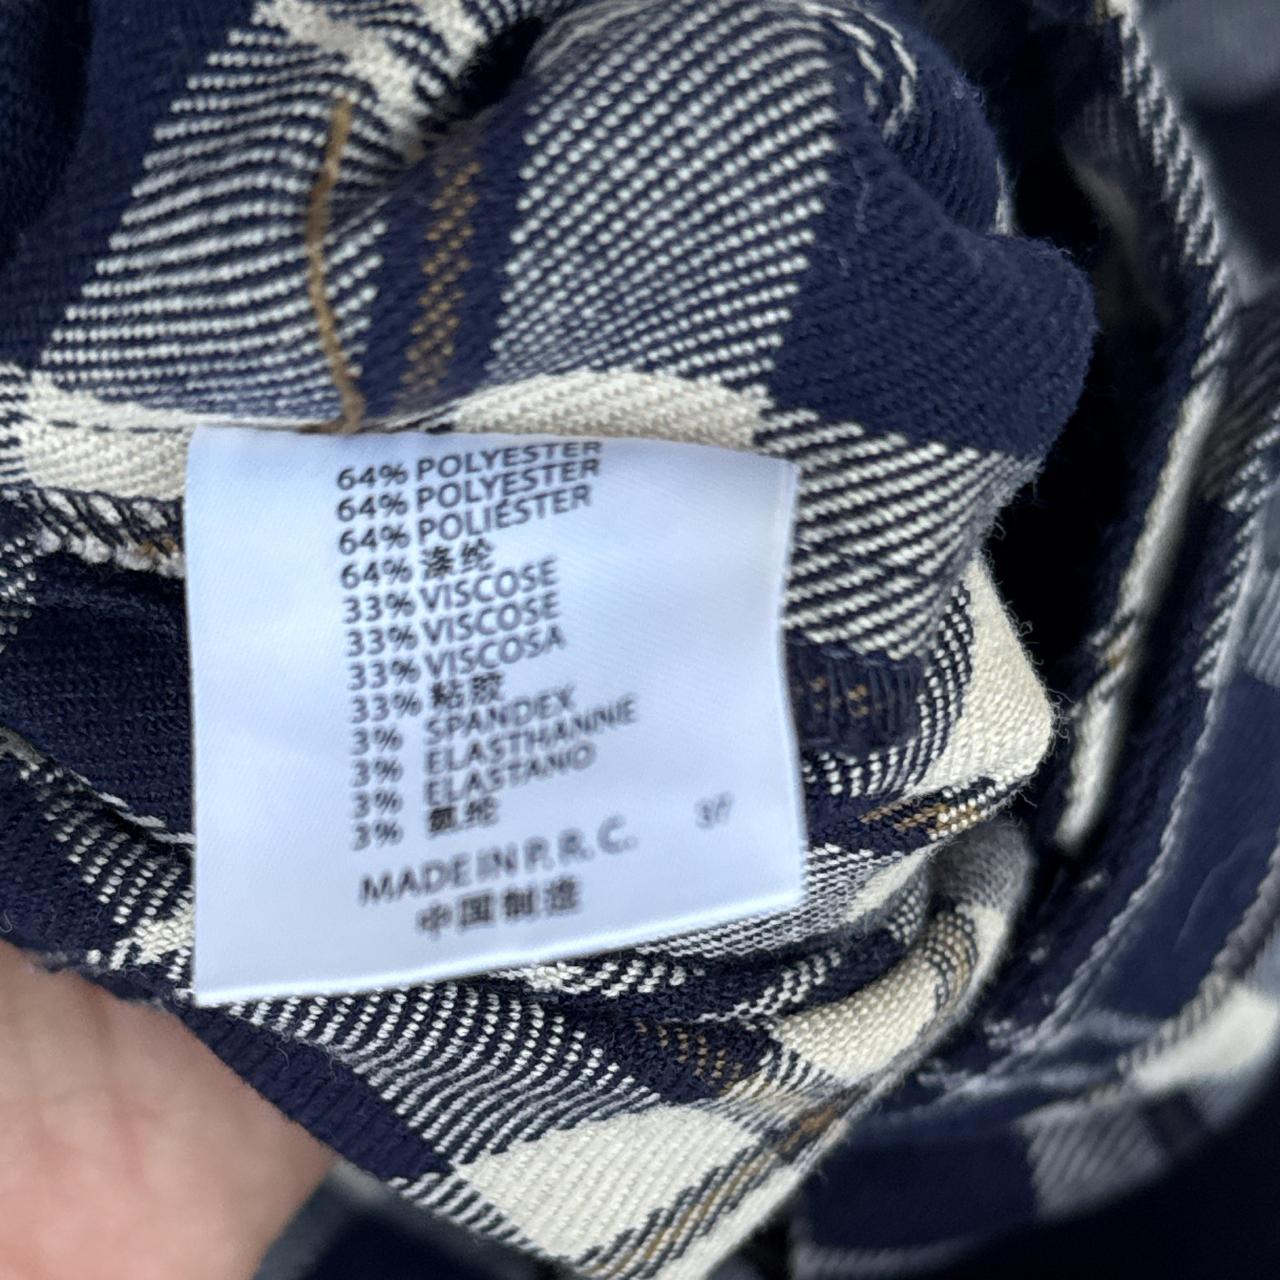 64% POLYESTER
64% POLYESTER
64% POLIÉSTER
64% 涤纶
33% VISCOSE
33% VISCOSE
33% VISCOSA
33% 粘胶
3% SPANDEX
3% ELASTHANNE
3% ELASTANO
3% 氨纶
MADE IN P. R. C.
中国制造